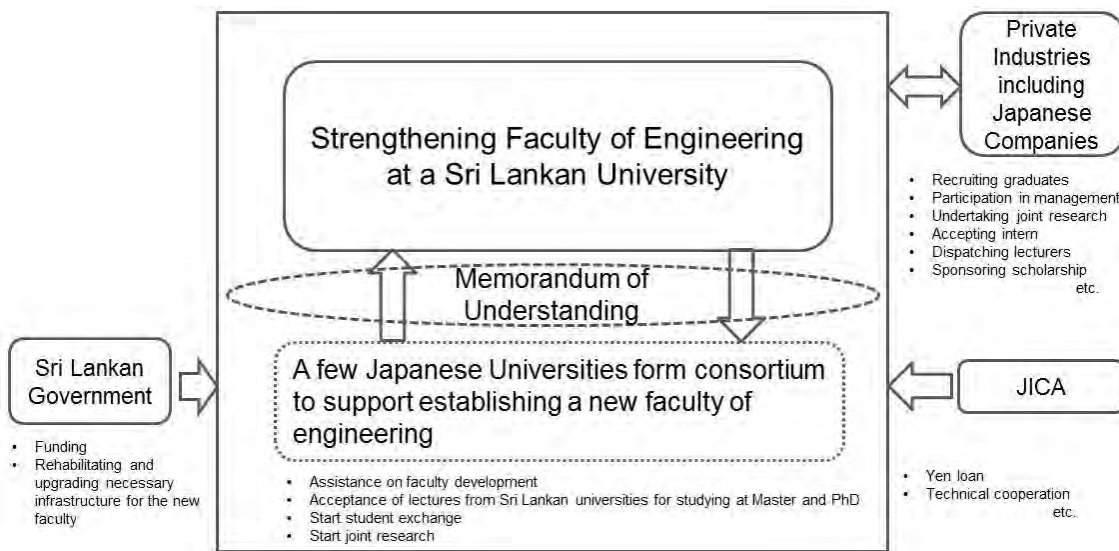 Strengthening Faculty of Engineering
at a Sri Lankan University
Memorandum of
Understanding
A few Japanese Universities form consortium
to support establishing a new faculty of
engineering
• Assistance on faculty development
• Acceptance of lectures from Sri Lankan universities for studying at Master and PhD
• Start student exchange
• Start joint research
Sri Lankan
Government
• Funding
• Rehabilitating and
upgrading necessary
infrastructure for the new
faculty
Private
Industries
including
Japanese
Companies
• Recruiting graduates
• Participation in management
• Undertaking joint research
• Accepting intern
• Dispatching lecturers
• Sponsoring scholarship
etc.
JICA
• Yen loan
• Technical cooperation
etc.